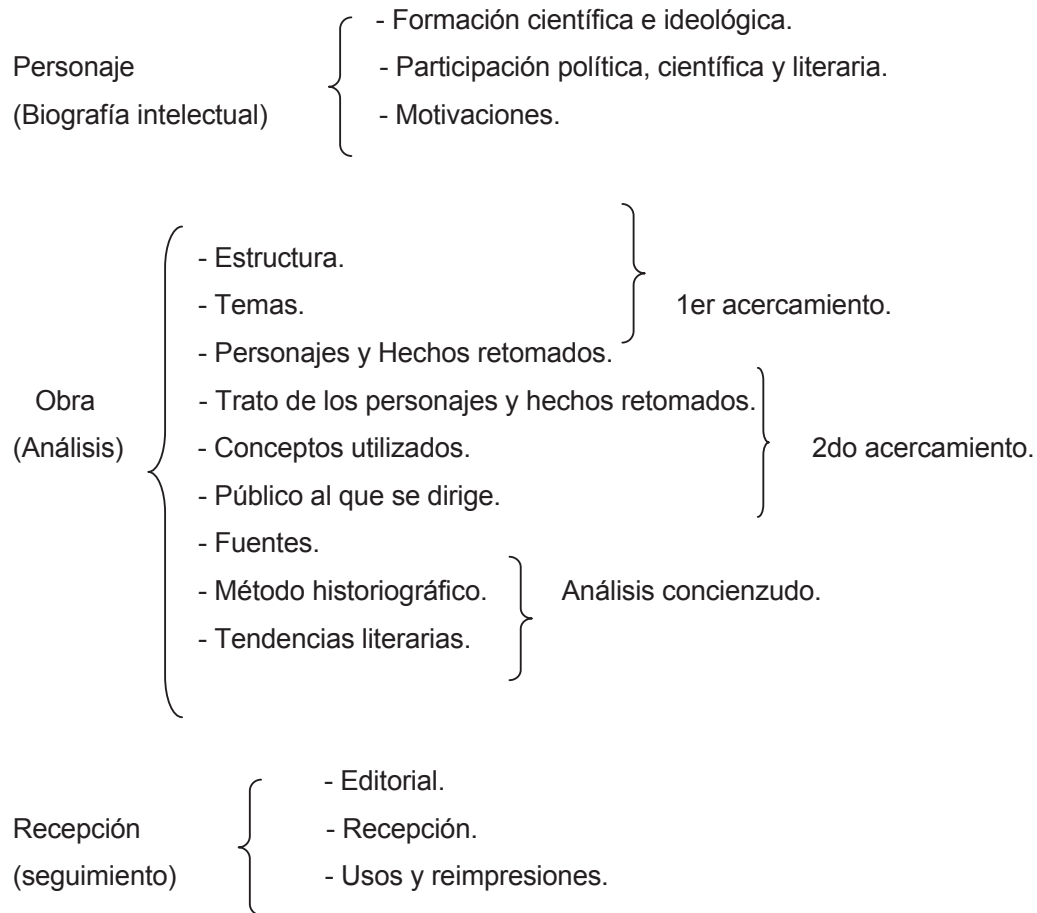 - Formación científica e ideológica.
Personaje - Participación política, científica y literaria.
(Biografía intelectual) - Motivaciones.
- Estructura.
- Temas. 1er acercamiento.
- Personajes y Hechos retomados.
Obra - Trato de los personajes y hechos retomados.
(Análisis) - Conceptos utilizados. 2do acercamiento.
- Público al que se dirige.
- Fuentes.
- Método historiográfico. Análisis concienzudo.
- Tendencias literarias.
- Editorial.
Recepción - Recepción.
(seguimiento) - Usos y reimpresiones.